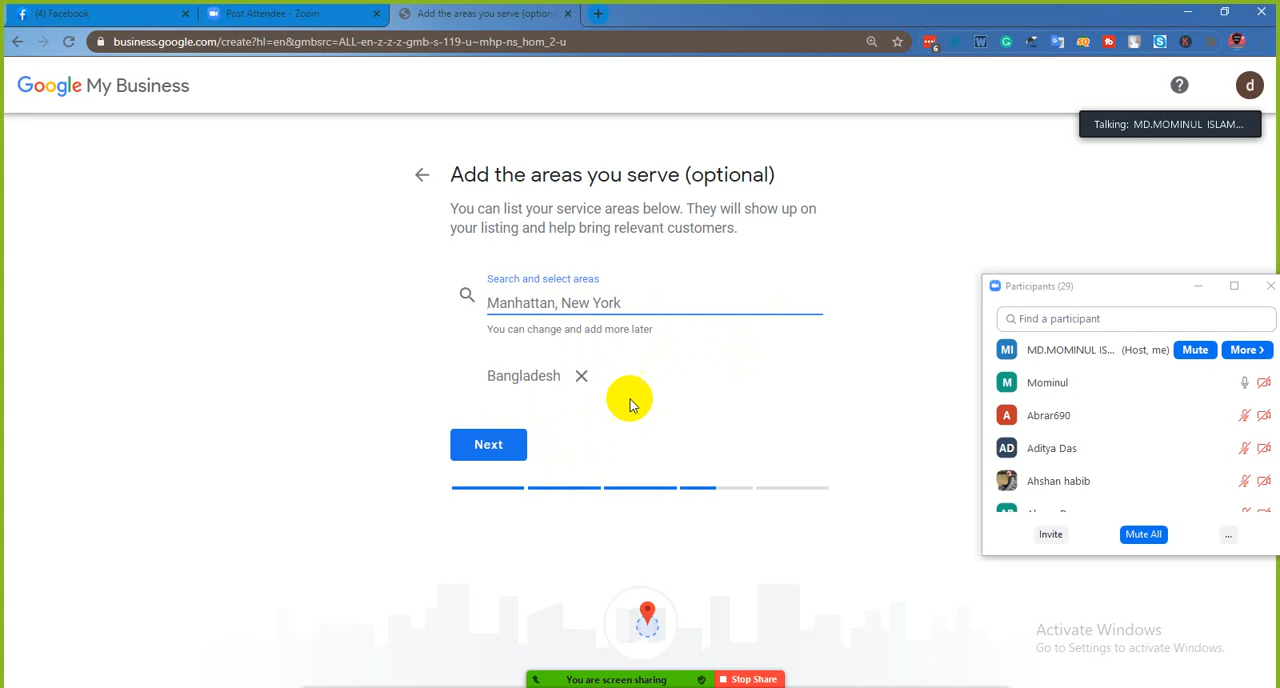 (4) Facebook
Post Attendee - Zoom
Add the areas you serve (option
business.google.com/create?hl=en&gmbsrc=ALL-en-z-z-z-gmb-s-119-u~mhp-ns_hom_2-u
6
Google My Business
d
Talking: MD.MOMINUL ISLAM...
Add the areas you serve (optional)
You can list your service areas below. They will show up on
your listing and help bring relevant customers.
Search and select areas
Manhattan, New York
You can change and add more later
Bangladesh
Next
Participants (29)
Find a participant
MI MD.MOMINUL IS... (Host, me) Mute More
M Mominul
A Abrar690
AD Aditya Das
Ahshan habib
Invite
Mute All
...
Activate Windows
Go to Settings to activate Windows.
You are screen sharing
Stop Share